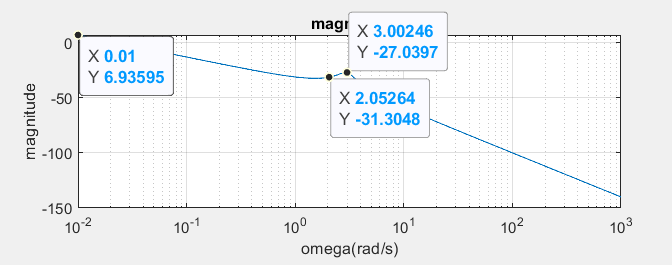 magn
X 3.00246
Y -27.0397
X 0.01
Y 6.93595
X 2.05264
Y -31.3048
0
-50
-100
-150
magnitude
10^-2
10^-1
10^0
10^1
10^2
10^3
omega(rad/s)